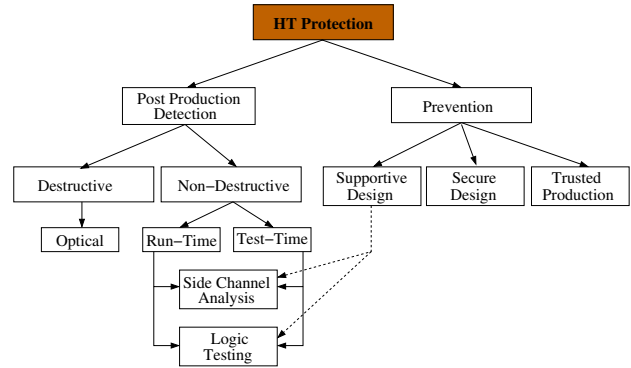 HT Protection
Post Production
Detection
Prevention
Destructive
Non-Destructive
Supportive
Design
Secure
Design
Trusted
Production
Optical
Run-Time
Test-Time
Side Channel
Analysis
Logic
Testing